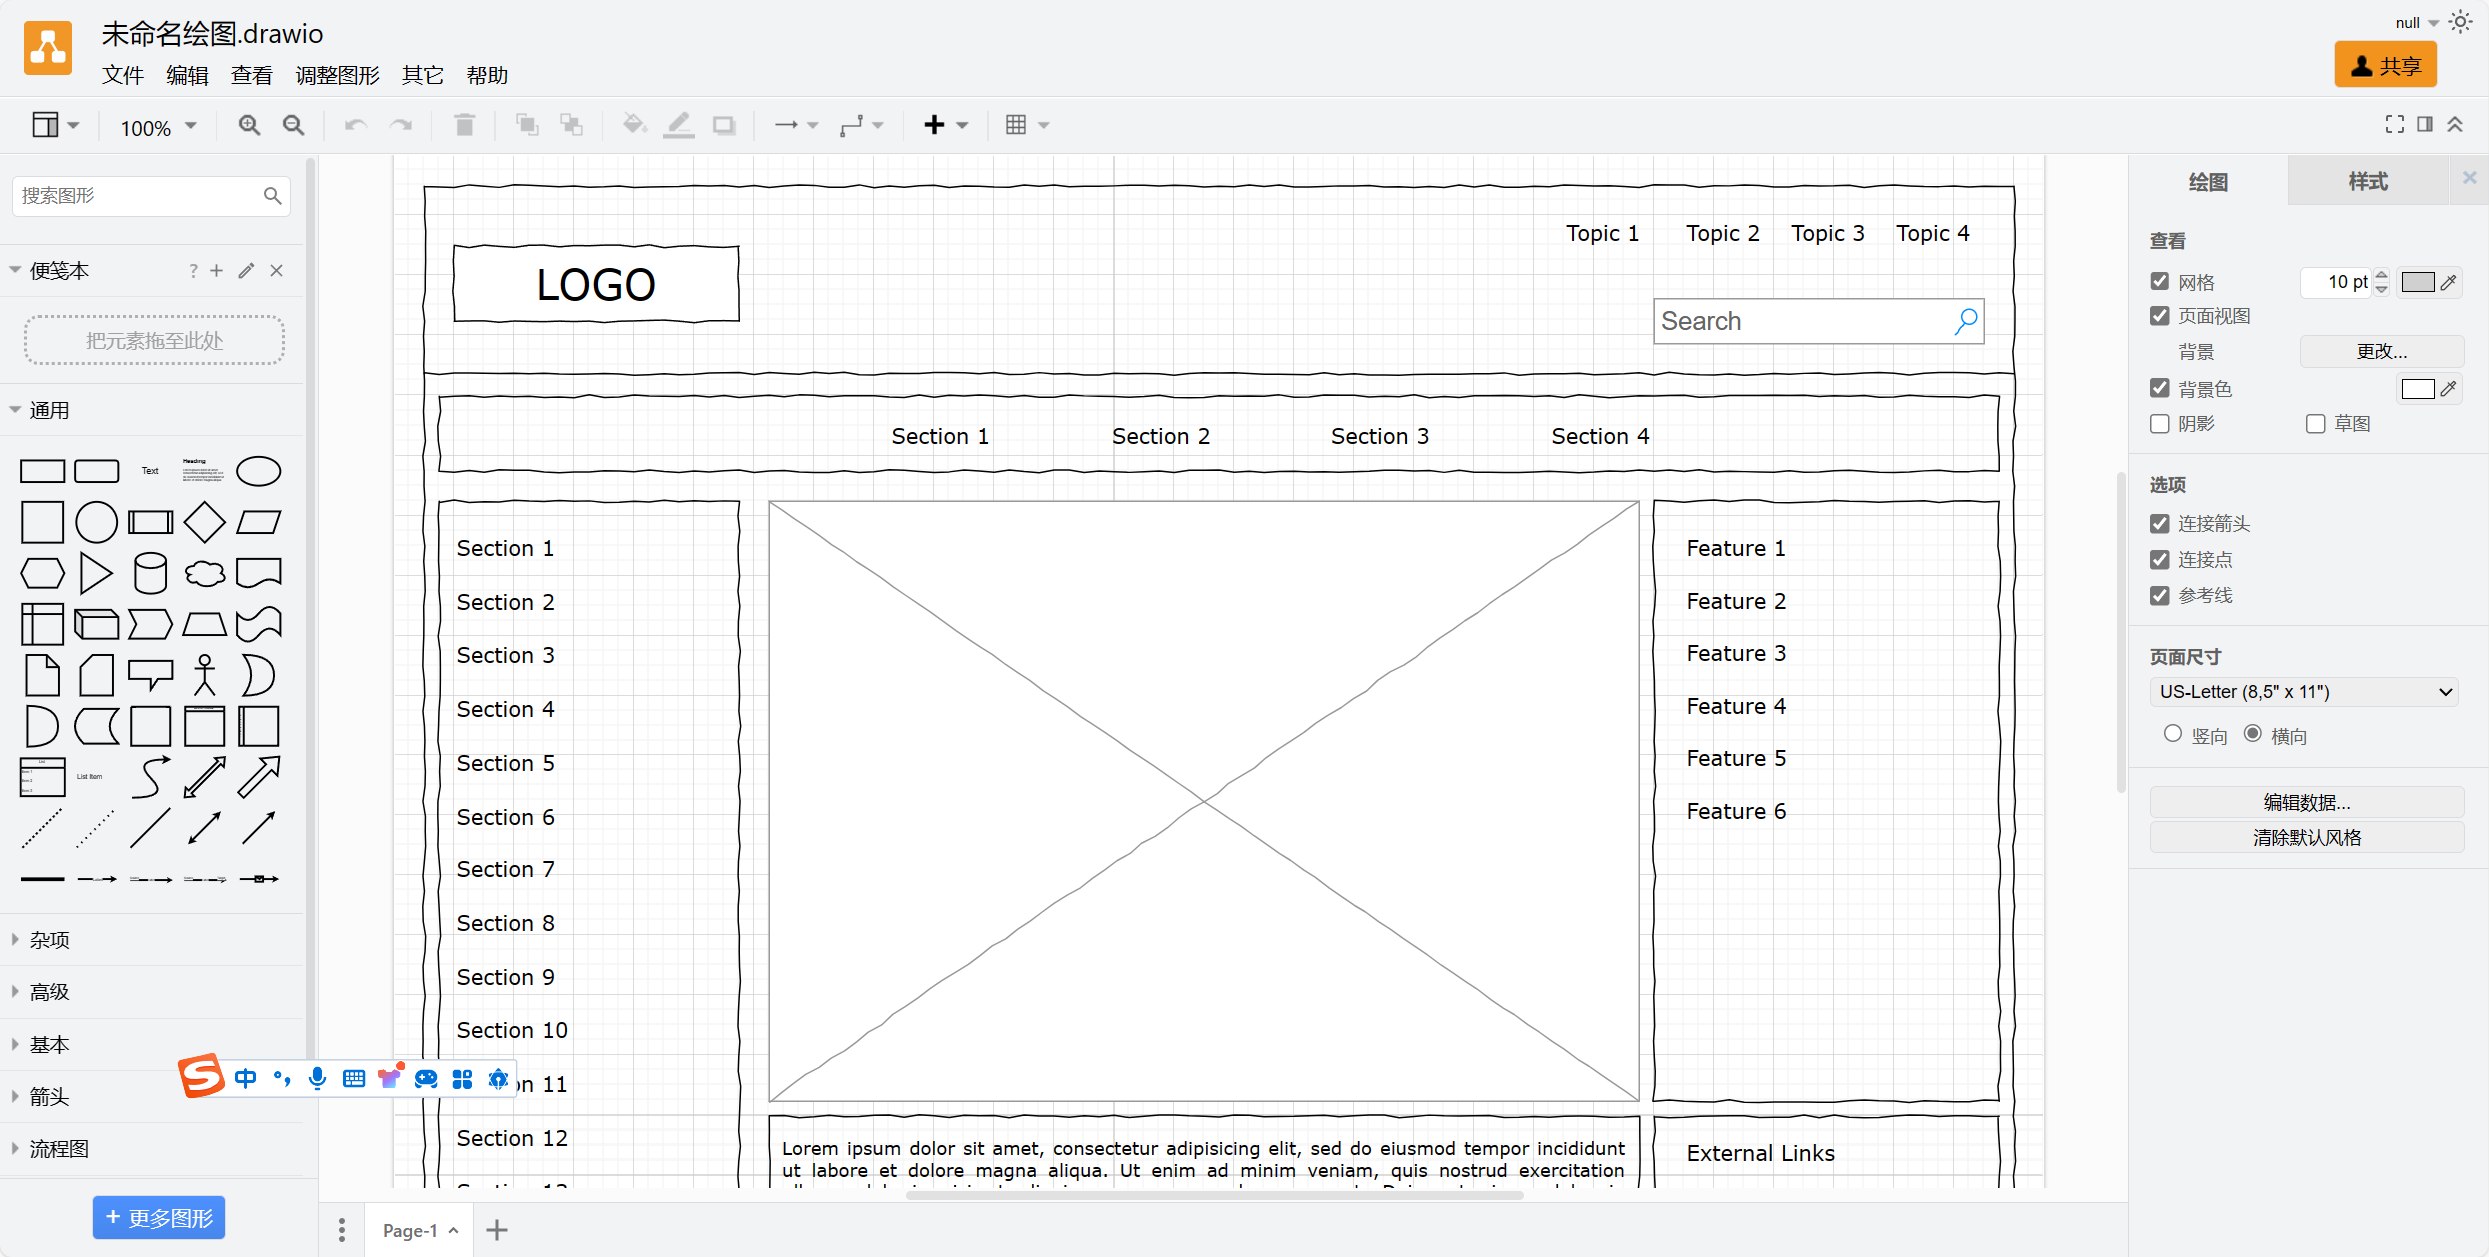 未命名绘图.drawio
null
文件 编辑 查看 调整图形 其它 帮助
共享
100%
搜索图形
便笺本 ?
把元素拖至此处
通用
Text
Heading
List
List Item
杂项
高级
基本
箭头
流程图
+ 更多图形
Topic 1 Topic 2 Topic 3 Topic 4
LOGO
Search
Section 1 Section 2 Section 3 Section 4
Section 1
Section 2
Section 3
Section 4
Section 5
Section 6
Section 7
Section 8
Section 9
Section 10
中
on 11
Section 12
Feature 1
Feature 2
Feature 3
Feature 4
Feature 5
Feature 6
Lorem ipsum dolor sit amet, consectetur adipisicing elit, sed do eiusmod tempor incididunt
ut labore et dolore magna aliqua. Ut enim ad minim veniam, quis nostrud exercitation
External Links
Page-1
绘图 样式
查看
网格 10 pt
页面视图
背景 更改...
背景色
阴影 草图
选项
连接箭头
连接点
参考线
页面尺寸
US-Letter (8,5" x 11")
竖向 横向
编辑数据...
清除默认风格